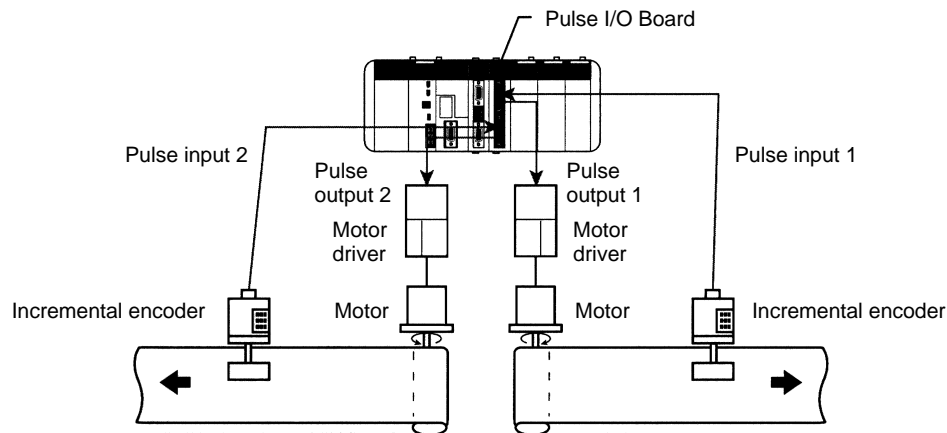 Pulse I/O Board
Pulse input 2
Pulse input 1
Pulse
output 2
Pulse
output 1
Motor
driver
Motor
driver
Incremental encoder
Motor
Motor
Incremental encoder